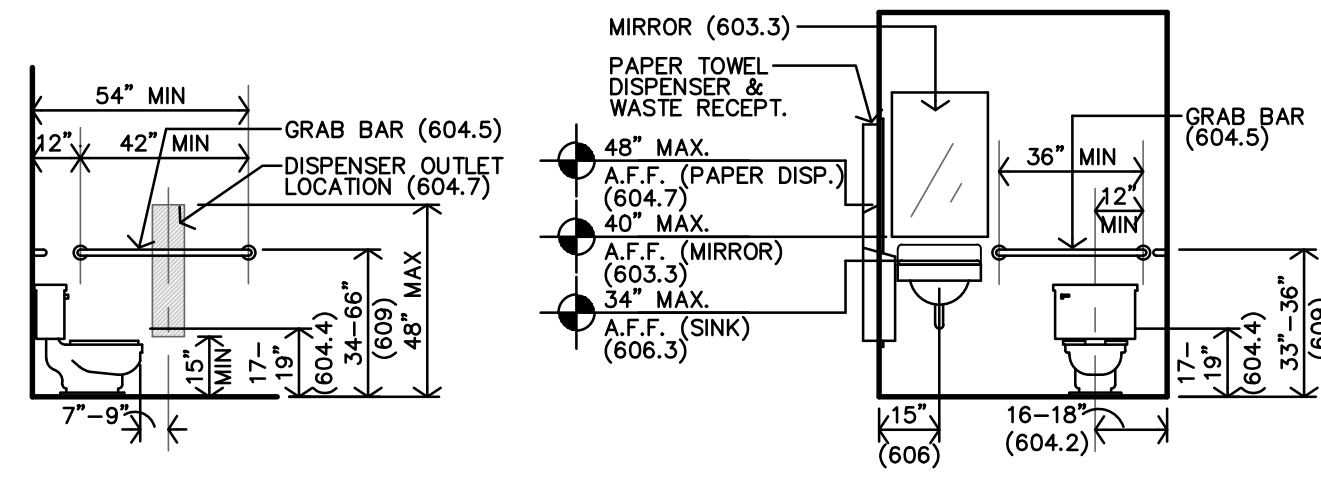 54” MIN
12”
42” MIN
GRAB BAR (604.5)
DISPENSER OUTLET
LOCATION (604.7)
15”
MIN
17-
19”
(604.4)
34-66”
(609)
48” MAX
7”-9”
MIRROR (603.3)
PAPER TOWEL
DISPENSER &
WASTE RECEPT.
48” MAX.
A.F.F. (PAPER DISP.)
(604.7)
40” MAX.
A.F.F. (MIRROR)
(603.3)
34” MAX.
A.F.F. (SINK)
(606.3)
GRAB BAR
(604.5)
36” MIN
12”
MIN
17-
19”
(604.4)
33”-36”
(609)
15”
(606)
16-18”
(604.2)